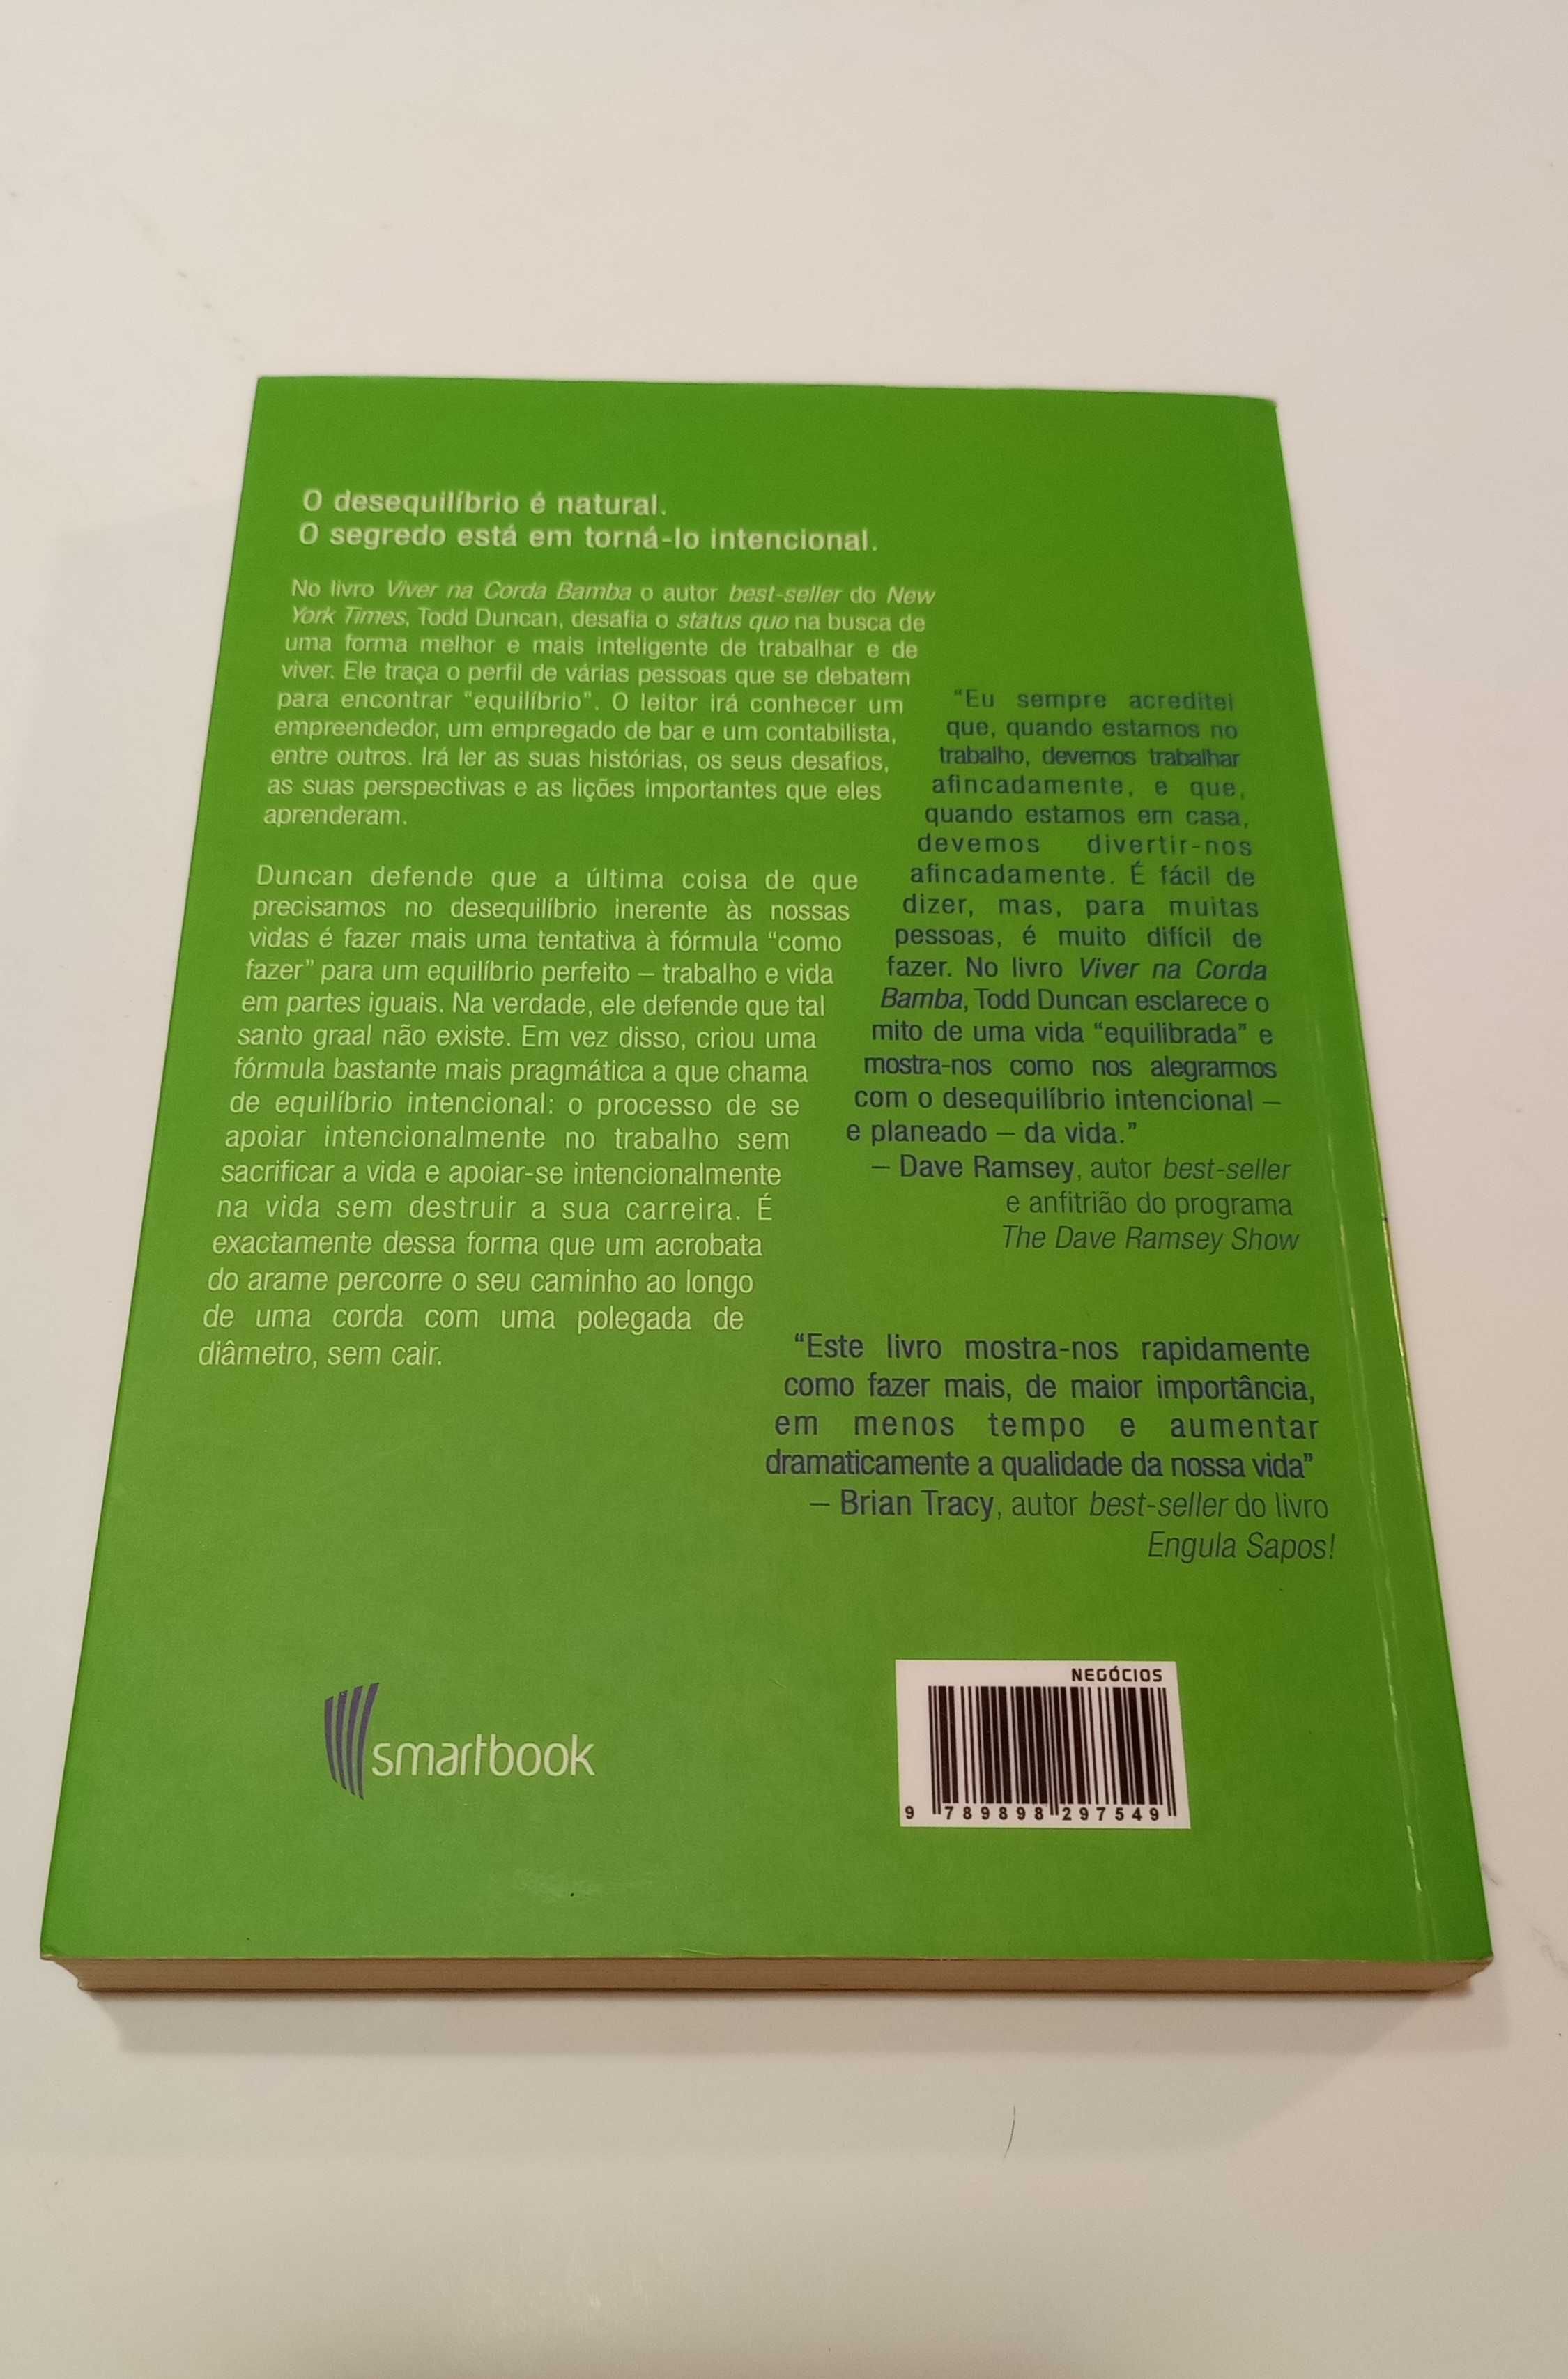 O desequilíbrio é natural.
O segredo está em torná-lo intencional.
No livro Viver na Corda Bamba o autor best-seller do New
York Times, Todd Duncan, desafia o status quo na busca de
uma forma melhor e mais inteligente de trabalhar e de
viver. Ele traça o perfil de várias pessoas que se debatem
para encontrar “equilíbrio”. O leitor irá conhecer um
empreendedor, um empregado de bar e um contabilista,
entre outros. Irá ler as suas histórias, os seus desafios,
as suas perspectivas e as lições importantes que eles
aprenderam.
Duncan defende que a última coisa de que
precisamos no desequilíbrio inerente às nossas
vidas é fazer mais uma tentativa à fórmula “como
fazer” para um equilíbrio perfeito – trabalho e vida
em partes iguais. Na verdade, ele defende que tal
santo graal não existe. Em vez disso, criou uma
fórmula bastante mais pragmática a que chama
de equilíbrio intencional: o processo de se
apoiar intencionalmente no trabalho sem
sacrificar a vida e apoiar-se intencionalmente
na vida sem destruir a sua carreira. É
exactamente dessa forma que um acrobata
do arame percorre o seu caminho ao longo
de uma corda com uma polegada de
diâmetro, sem cair.
“Eu sempre acreditei
que, quando estamos no
trabalho, devemos trabalhar
afincadamente, e que,
quando estamos em casa,
devemos divertir-nos
afincadamente. É fácil de
dizer, mas, para muitas
pessoas, é muito difícil de
fazer. No livro Viver na Corda
Bamba, Todd Duncan esclarece o
mito de uma vida “equilibrada” e
mostra-nos como nos alegrarmos
com o desequilíbrio intencional –
e planeado – da vida.”
– Dave Ramsey, autor best-seller
e anfitrião do programa
The Dave Ramsey Show
“Este livro mostra-nos rapidamente
como fazer mais, de maior importância,
em menos tempo e aumentar
dramaticamente a qualidade da nossa vida”
– Brian Tracy, autor best-seller do livro
Engula Sapos!
smartbook
NEGÓCIOS
9 789898 297549